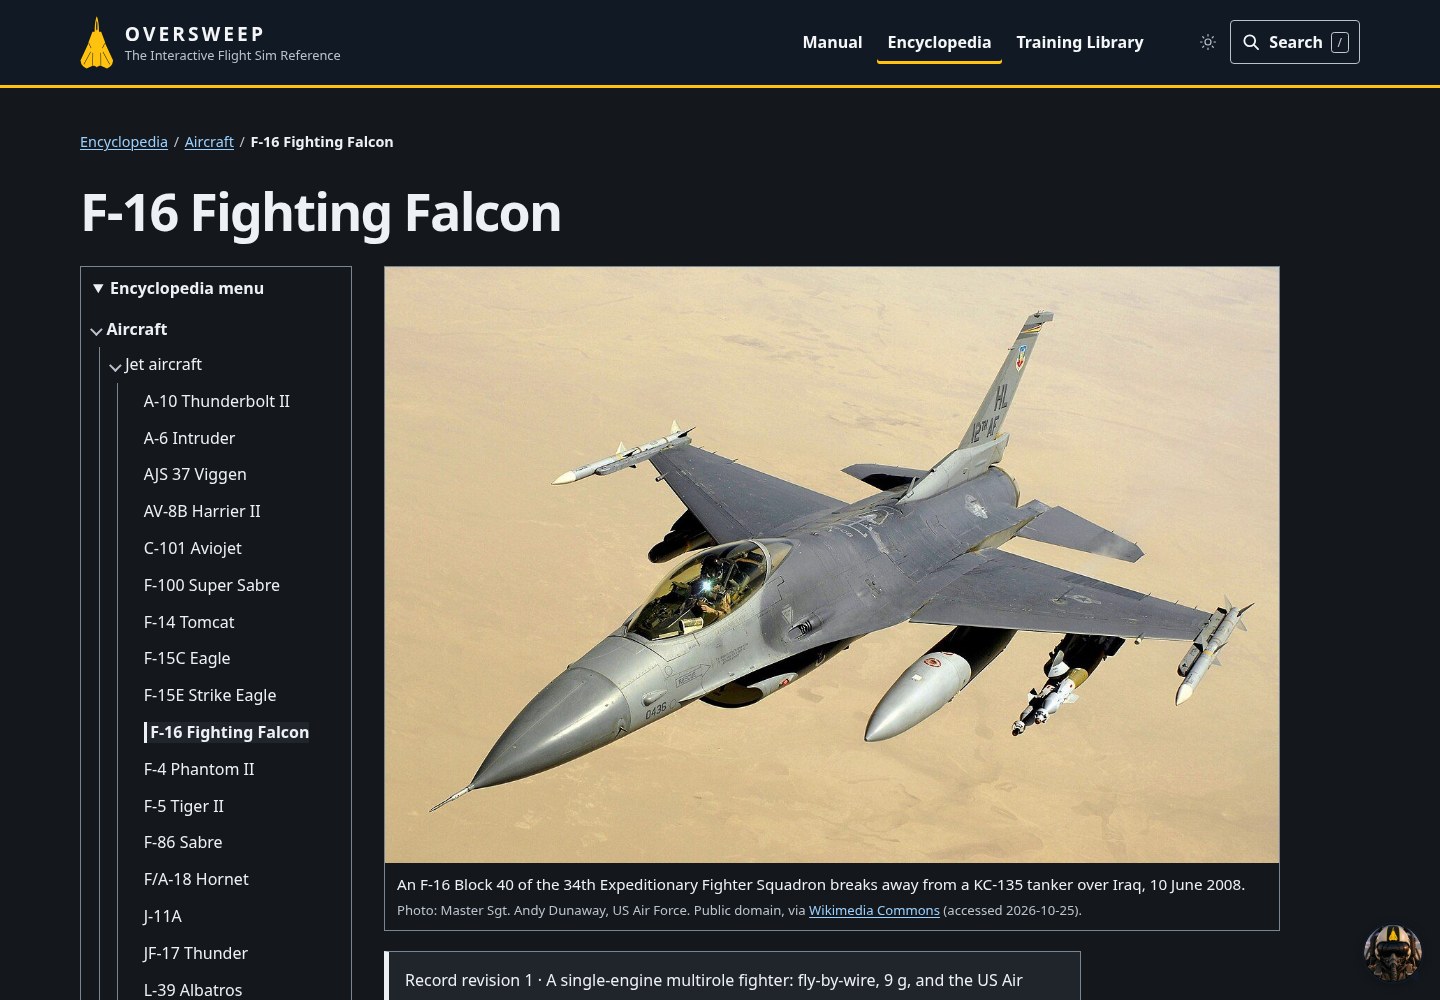 OVERSWEEP
The Interactive Flight Sim Reference
Manual
Encyclopedia
Training Library
Search /
Encyclopedia / Aircraft / F-16 Fighting Falcon
F-16 Fighting Falcon
Encyclopedia menu
Aircraft
Jet aircraft
A-10 Thunderbolt II
A-6 Intruder
AJS 37 Viggen
AV-8B Harrier II
C-101 Aviojet
F-100 Super Sabre
F-14 Tomcat
F-15C Eagle
F-15E Strike Eagle
F-16 Fighting Falcon
F-4 Phantom II
F-5 Tiger II
F-86 Sabre
F/A-18 Hornet
J-11A
JF-17 Thunder
L-39 Albatros
HL
12TH AF
0436
An F-16 Block 40 of the 34th Expeditionary Fighter Squadron breaks away from a KC-135 tanker over Iraq, 10 June 2008.
Photo: Master Sgt. Andy Dunaway, US Air Force. Public domain, via Wikimedia Commons (accessed 2026-10-25).
Record revision 1 · A single-engine multirole fighter: fly-by-wire, 9 g, and the US Air